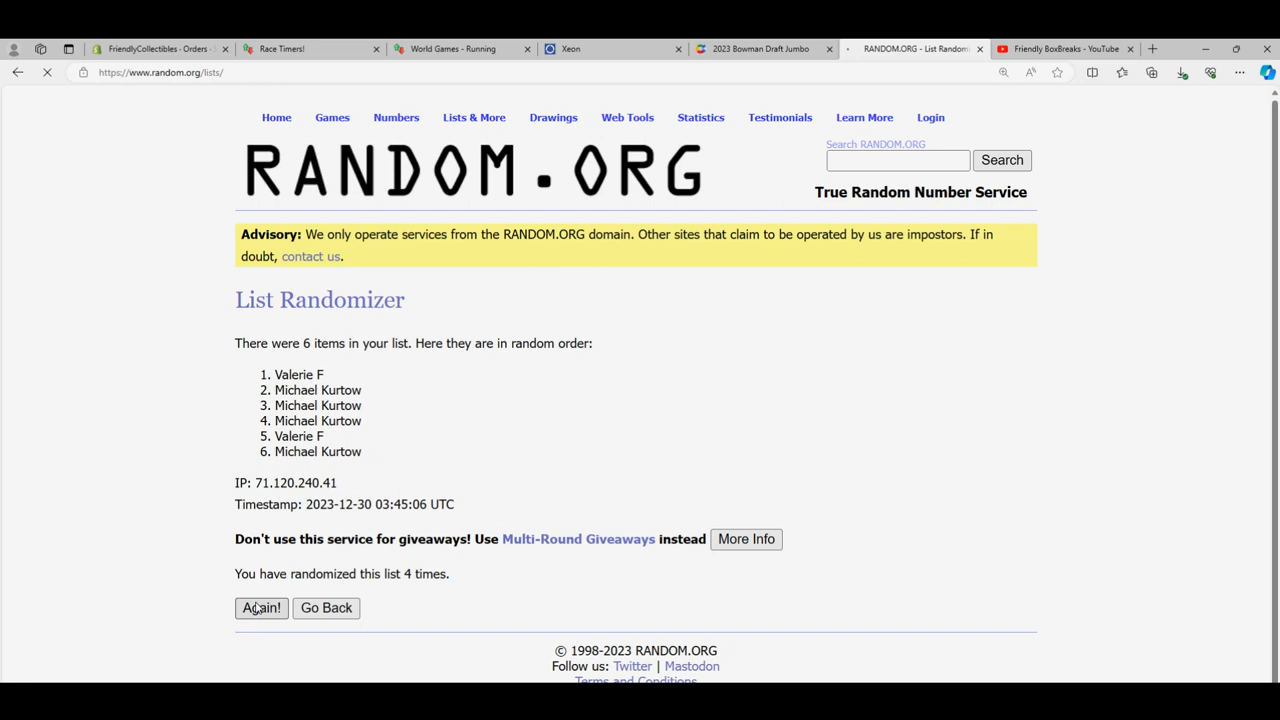 FriendlyCollectibles - Orders - S
Race Timers!
World Games - Running
Xeon
2023 Bowman Draft Jumbo
RANDOM.ORG - List Random
Friendly BoxBreaks - YouTube
https://www.random.org/lists/
Home Games Numbers Lists & More Drawings Web Tools Statistics Testimonials Learn More Login
RANDOM.ORG
Search RANDOM.ORG
Search
True Random Number Service
Advisory: We only operate services from the RANDOM.ORG domain. Other sites that claim to be operated by us are impostors. If in
doubt, contact us.
List Randomizer
There were 6 items in your list. Here they are in random order:
1. Valerie F
2. Michael Kurtow
3. Michael Kurtow
4. Michael Kurtow
5. Valerie F
6. Michael Kurtow
IP: 71.120.240.41
Timestamp: 2023-12-30 03:45:06 UTC
Don't use this service for giveaways! Use Multi-Round Giveaways instead More Info
You have randomized this list 4 times.
Again! Go Back
© 1998-2023 RANDOM.ORG
Follow us: Twitter | Mastodon
Terms and Conditions